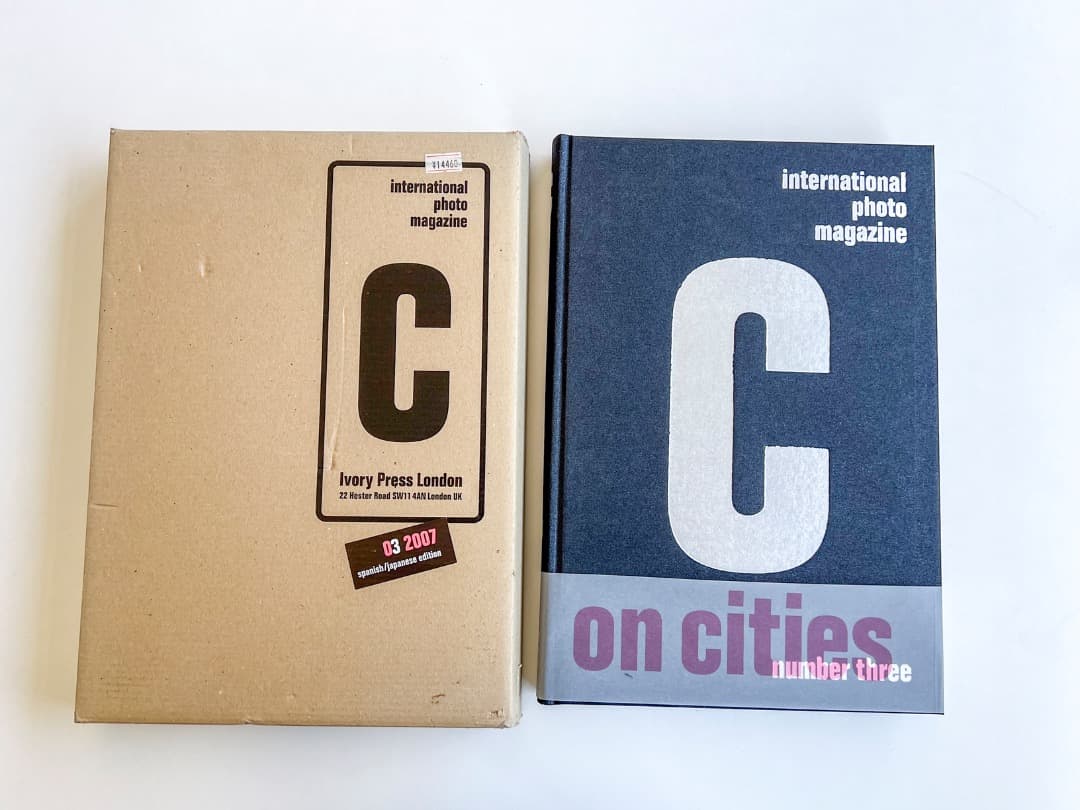 ¥14460
international
photo
magazine
C
Ivory Press London
22 Hester Road SW11 4AN London UK
03 2007
spanish/japanese edition
international
photo
magazine
C
on cities
number three